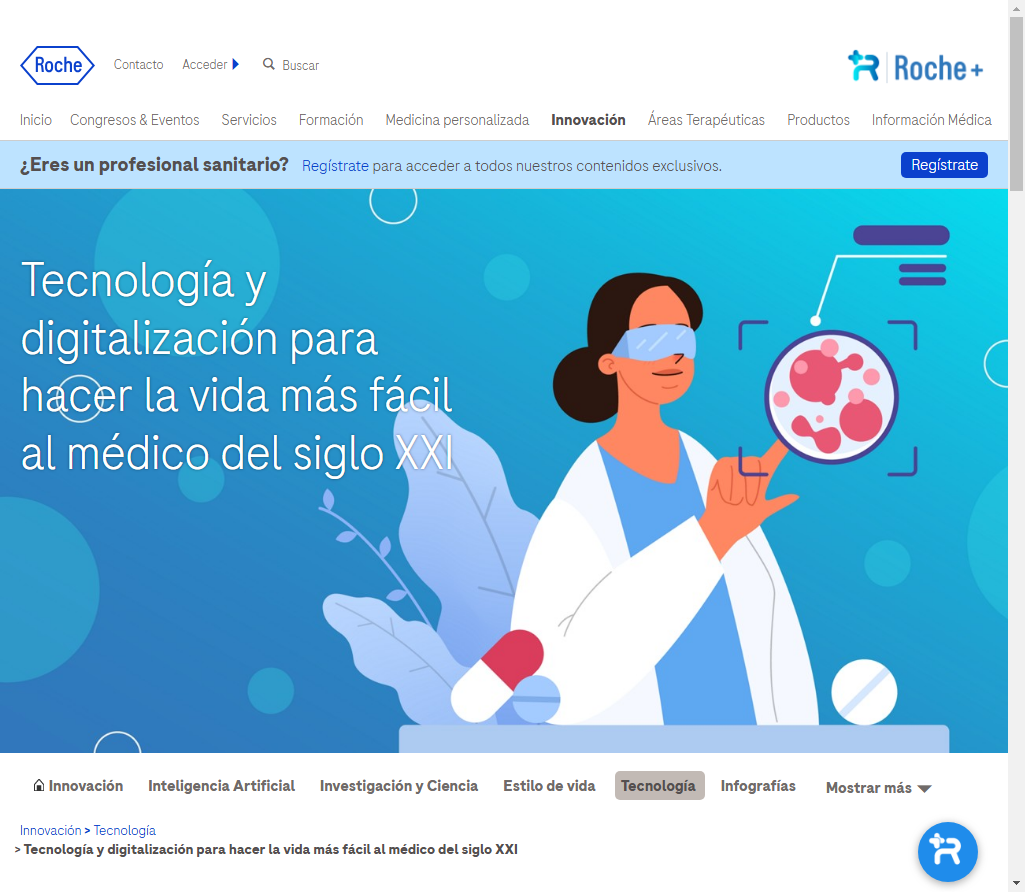 Roche
Contacto
Acceder
Buscar
Roche+
Inicio
Congresos & Eventos
Servicios
Formación
Medicina personalizada
Innovación
Áreas Terapéuticas
Productos
Información Médica
¿Eres un profesional sanitario? Regístrate para acceder a todos nuestros contenidos exclusivos.
Regístrate
Tecnología y
digitalización para
hacer la vida más fácil
al médico del siglo XXI
Innovación
Inteligencia Artificial
Investigación y Ciencia
Estilo de vida
Tecnología
Infografías
Mostrar más
Innovación > Tecnología
> Tecnología y digitalización para hacer la vida más fácil al médico del siglo XXI